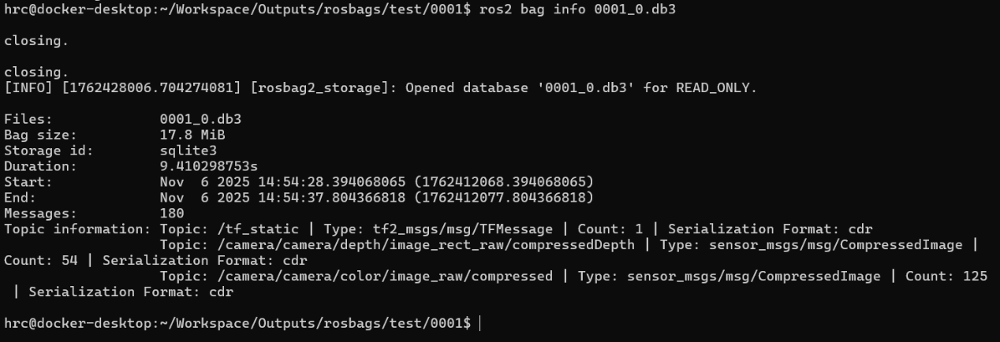 hrc@docker-desktop:~/Workspace/Outputs/rosbags/test/0001$ ros2 bag info 0001_0.db3
closing.
closing.
[INFO] [1762428006.704274081] [rosbag2_storage]: Opened database '0001_0.db3' for READ_ONLY.
Files:             0001_0.db3
Bag size:          17.8 MiB
Storage id:        sqlite3
Duration:          9.410298753s
Start:             Nov  6 2025 14:54:28.394068065 (1762412068.394068065)
End:               Nov  6 2025 14:54:37.804366818 (1762412077.804366818)
Messages:          180
Topic information: Topic: /tf_static | Type: tf2_msgs/msg/TFMessage | Count: 1 | Serialization Format: cdr
                   Topic: /camera/camera/depth/image_rect_raw/compressedDepth | Type: sensor_msgs/msg/CompressedImage |
Count: 54 | Serialization Format: cdr
                   Topic: /camera/camera/color/image_raw/compressed | Type: sensor_msgs/msg/CompressedImage | Count: 125
 | Serialization Format: cdr
hrc@docker-desktop:~/Workspace/Outputs/rosbags/test/0001$